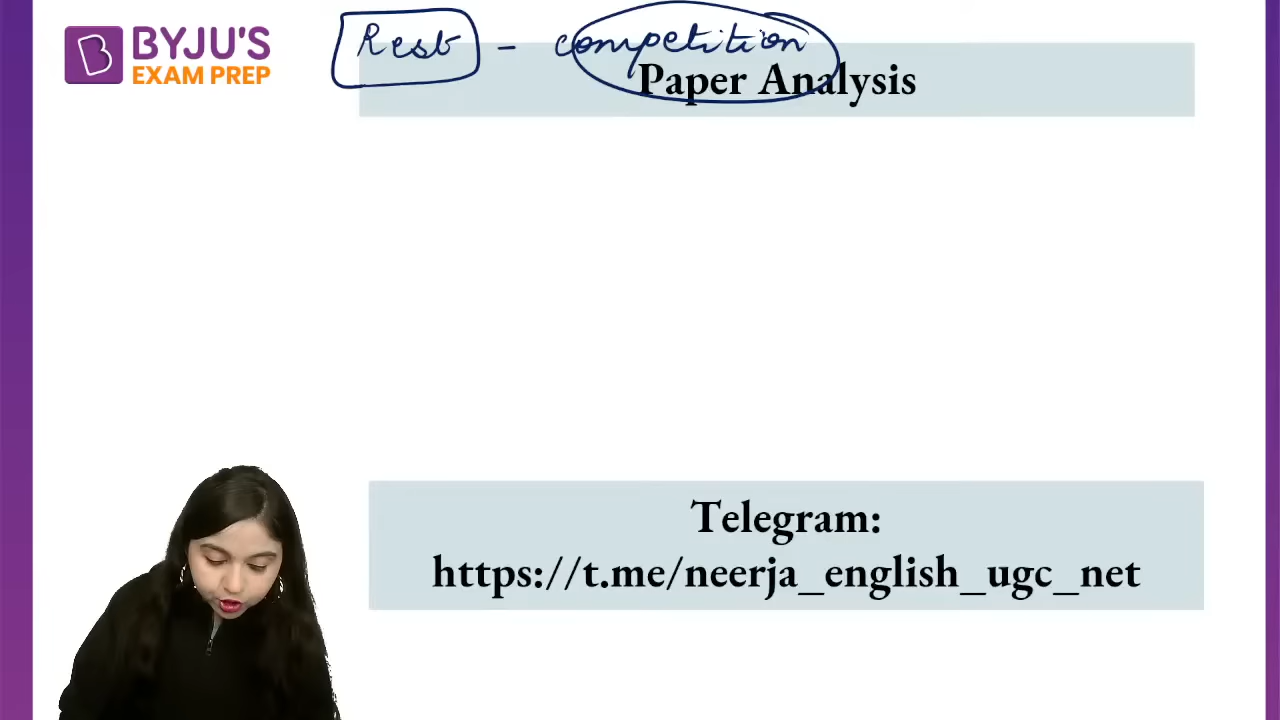 BYJU'S
EXAM PREP
Rest - competition
Paper Analysis
Telegram:
https://t.me/neerja_english_ugc_net